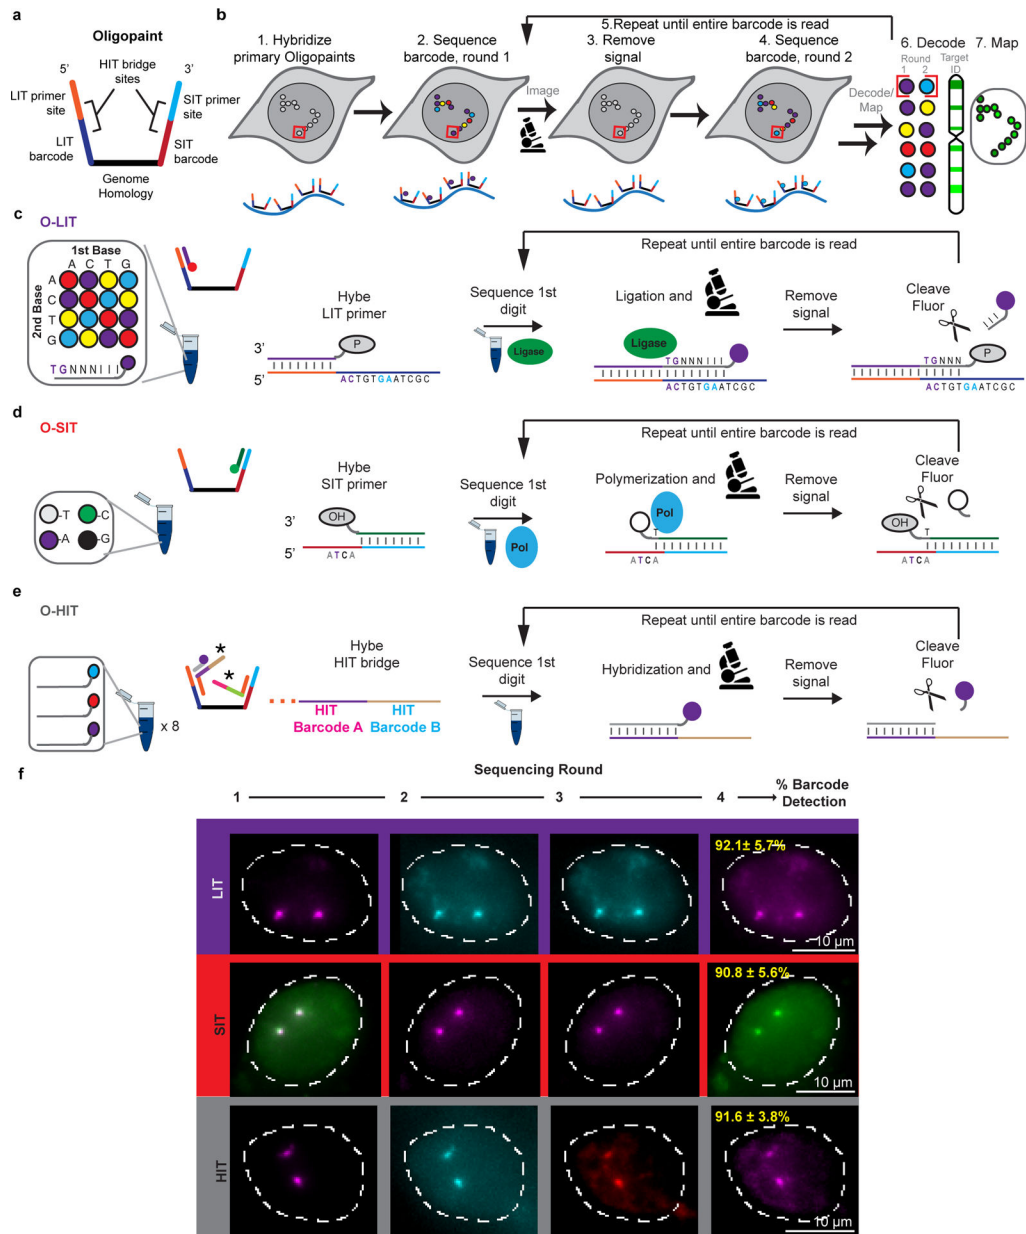 a
Oligopaint
5'
HIT bridge
sites
3'
LIT primer
site
SIT primer
site
LIT
barcode
SIT
barcode
Genome
Homology
b
5.Repeat until entire barcode is read
1. Hybridize
primary Oligopaints
2. Sequence
barcode, round 1
Image
3. Remove
signal
4. Sequence
barcode, round 2
Decode/
Map
6. Decode
Round
1 2
Target
ID
7. Map
c
O-LIT
1st Base
A C T G
2nd Base
A
C
T
G
TGNNNIII
Hybe
LIT primer
P
3'
5'
ACTGTGAATCGC
Repeat until entire barcode is read
Sequence 1st
digit
Ligase
Ligation and
Ligase
TGNNNIII
ACTGTGAATCGC
Remove
signal
Cleave
Fluor
TGNNN
P
ACTGTGAATCGC
d
O-SIT
-T -C
-A -G
Hybe
SIT primer
OH
3'
5'
ATCA
Repeat until entire barcode is read
Sequence 1st
digit
Pol
Polymerization and
Pol
T
ATCA
Remove
signal
Cleave
Fluor
OH
T
ATCA
e
O-HIT
x 8
* *
Hybe
HIT bridge
HIT
Barcode A
HIT
Barcode B
Repeat until entire barcode is read
Sequence 1st
digit
Hybridization and
Remove
signal
Cleave
Fluor
f
Sequencing Round
1 2 3 4
% Barcode
Detection
LIT
92.1± 5.7%
10 µm
SIT
90.8 ± 5.6%
10 µm
HIT
91.6 ± 3.8%
10 µm